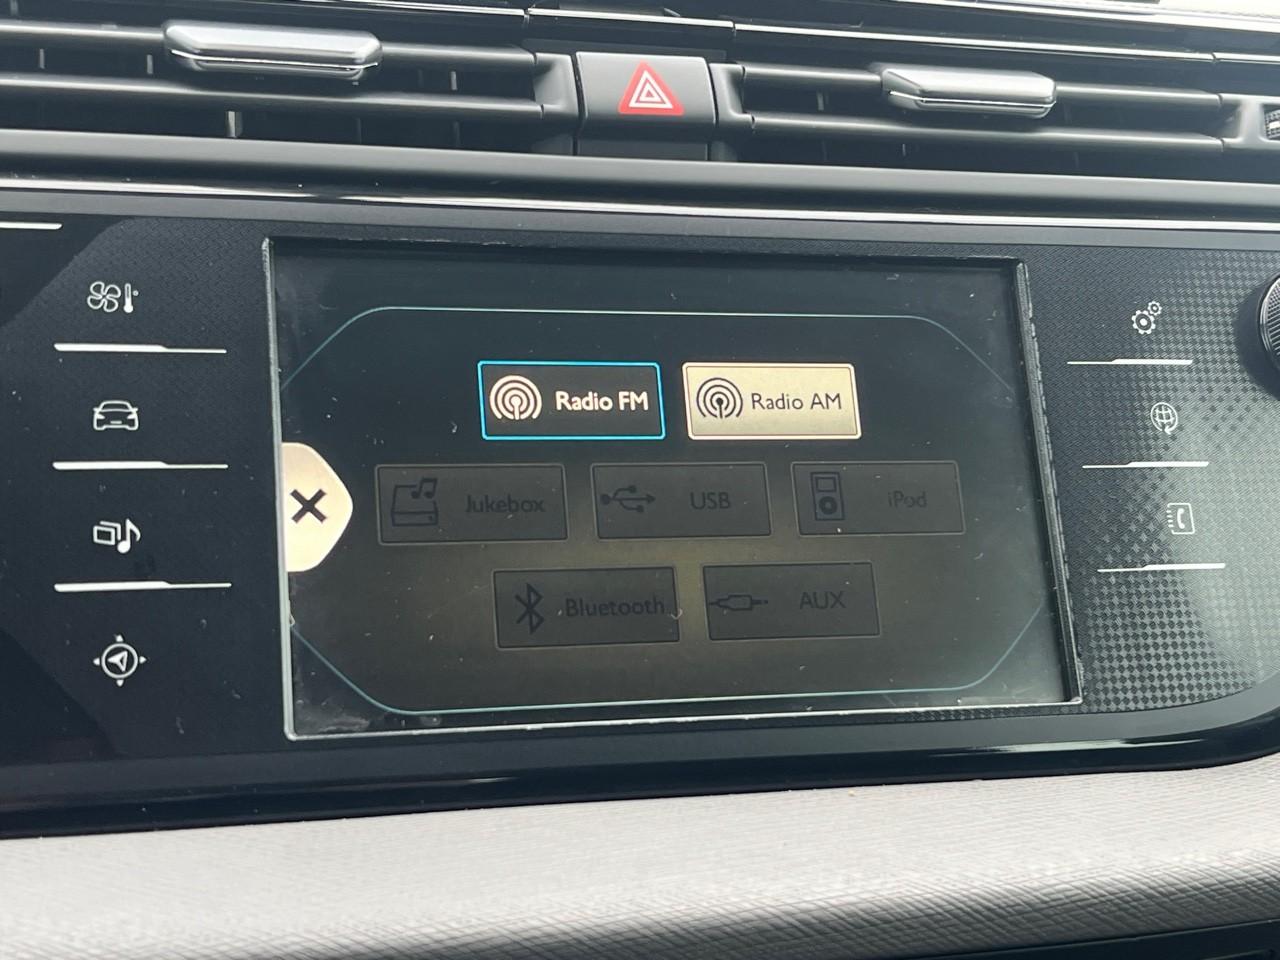 Radio FM Radio AM
Jukebox USB iPod
Bluetooth AUX